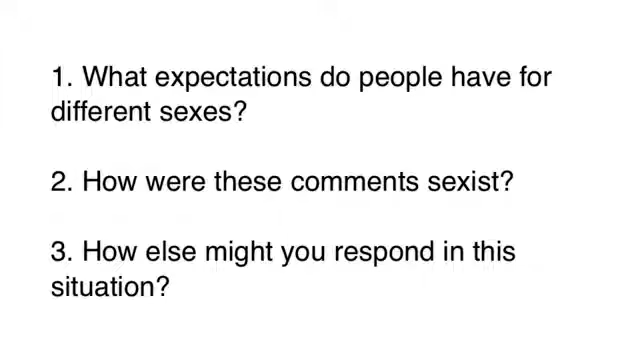 1. What expectations do people have for
different sexes?
2. How were these comments sexist?
3. How else might you respond in this
situation?